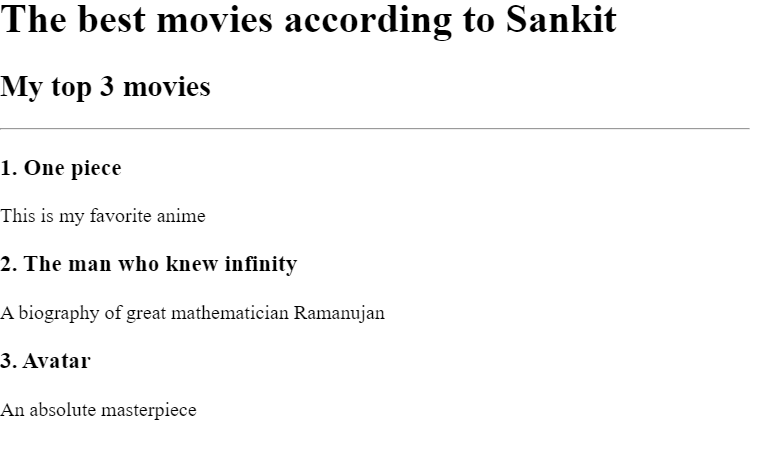 The best movies according to Sankit
My top 3 movies
1. One piece
This is my favorite anime
2. The man who knew infinity
A biography of great mathematician Ramanujan
3. Avatar
An absolute masterpiece